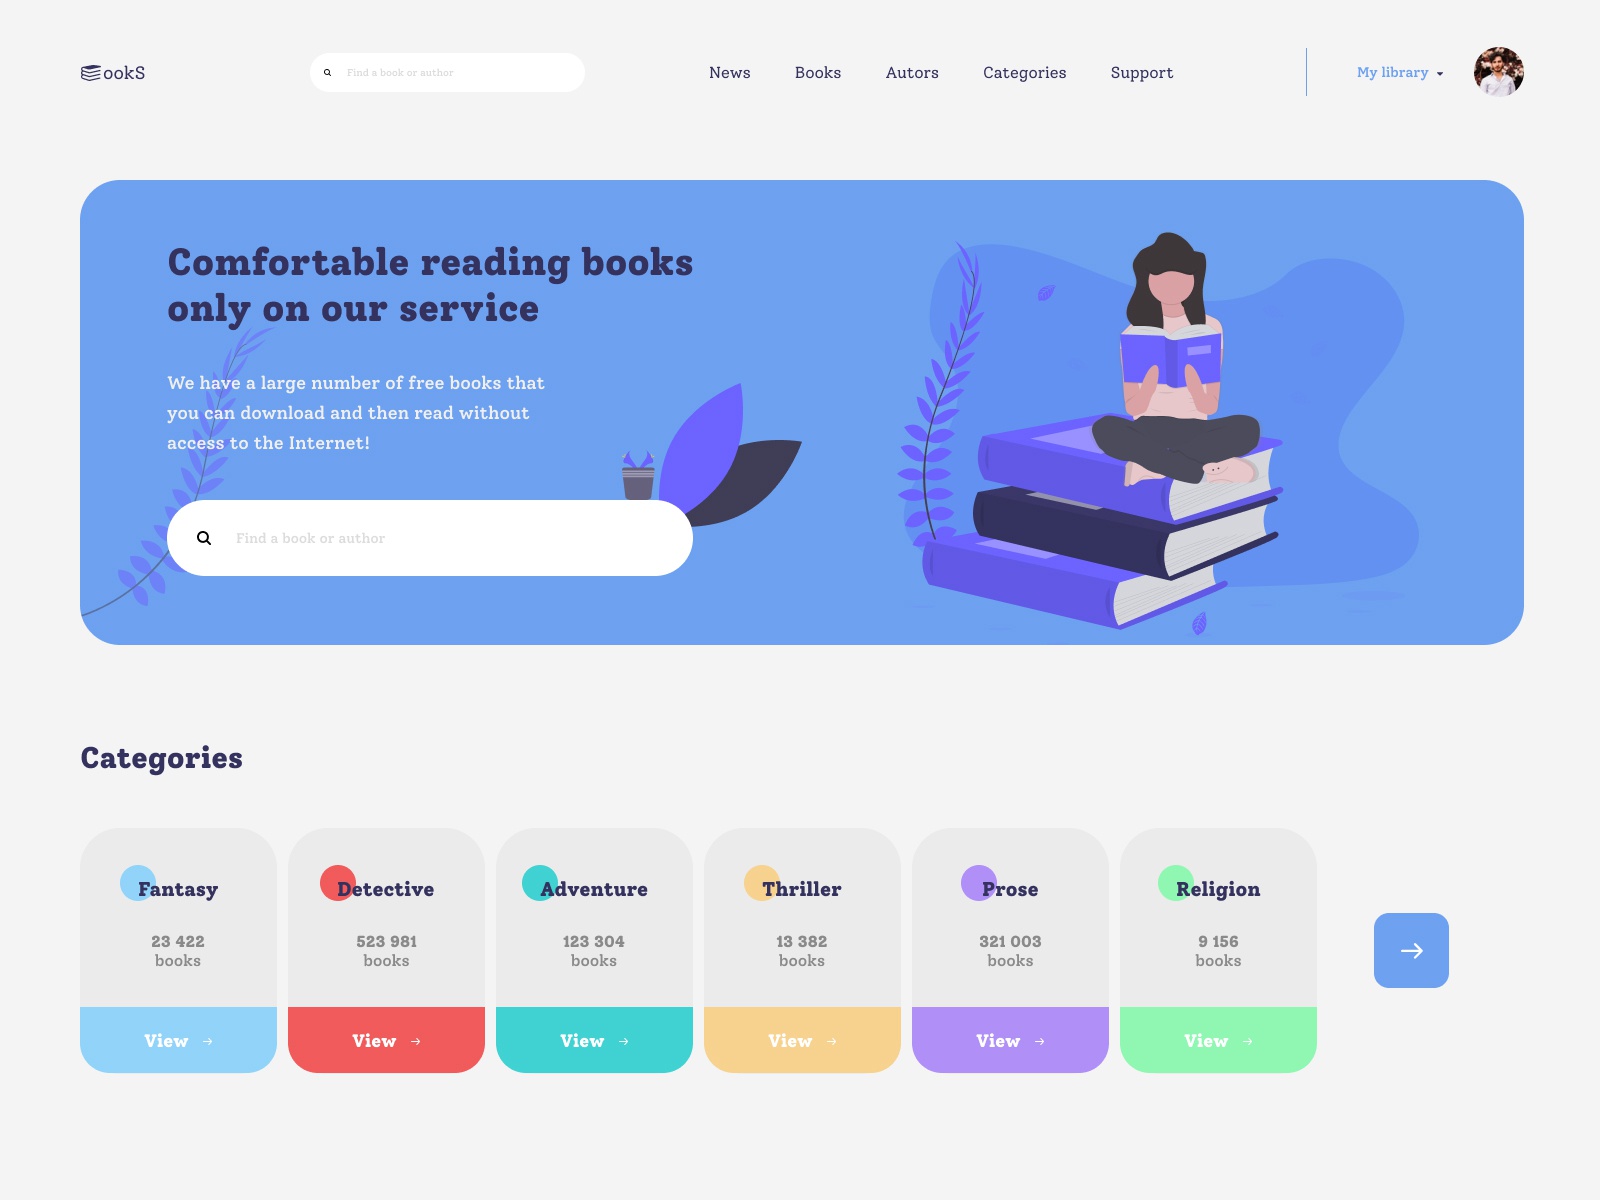 ookS
Find a book or author
News
Books
Autors
Categories
Support
My library
Comfortable reading books
only on our service
We have a large number of free books that
you can download and then read without
access to the Internet!
Find a book or author
Categories
Fantasy
23 422
books
View →
Detective
523 981
books
View →
Adventure
123 304
books
View →
Thriller
13 382
books
View →
Prose
321 003
books
View →
Religion
9 156
books
View →